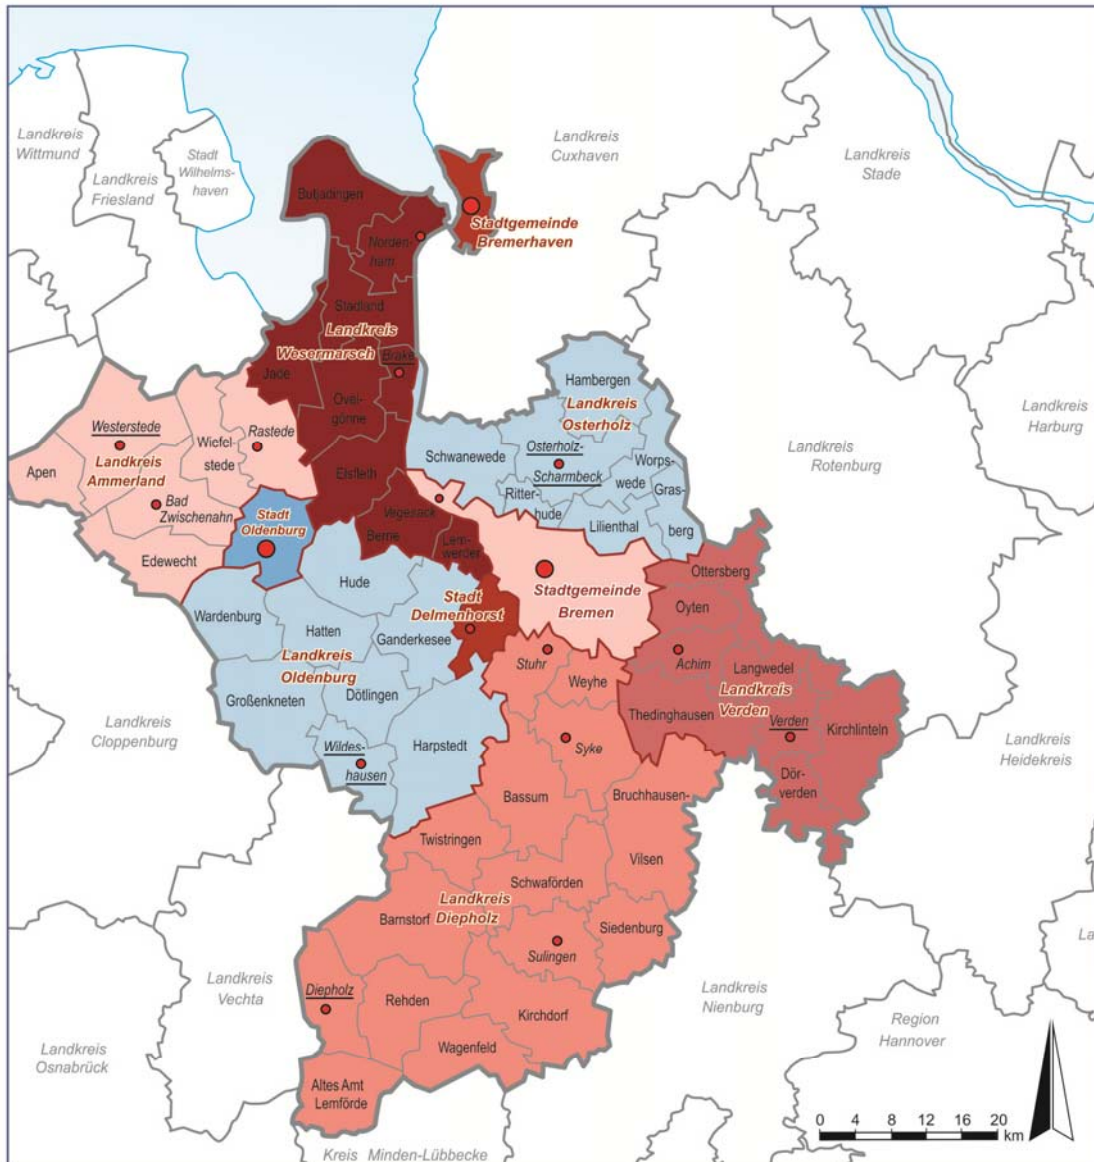 Landkreis
Wittmund
Landkreis
Friesland
Stadt
Wilhelms-
haven
Landkreis
Cuxhaven
Landkreis
Stade
Butjadingen
Stadtgemeinde
Bremerhaven
Norden-
ham
Stadland
Landkreis
Wesermarsch
Brake
Jade
Ovel-
gönne
Elsfleth
Berne
Vegesack
Lem-
werder
Hambergen
Landkreis
Osterholz
Schwanewede
Osterholz-
Scharmbeck
Worps-
wede
Ritter-
hude
Lilienthal
Gras-
berg
Landkreis
Rotenburg
Landkreis
Harburg
Westerstede
Wiefel-
stede
Rastede
Apen
Landkreis
Ammerland
Bad
Zwischenahn
Edewecht
Stadt
Oldenburg
Hude
Wardenburg
Hatten
Ganderkesee
Stadt
Delmenhorst
Landkreis
Oldenburg
Großenkneten
Dötlingen
Wildes-
hausen
Harpstedt
Stadtgemeinde
Bremen
Ottersberg
Oyten
Achim
Langwedel
Landkreis
Verden
Thedinghausen
Verden
Kirchlinteln
Dör-
verden
Stuhr
Weyhe
Syke
Bassum
Bruchhausen-
Vilsen
Twistringen
Schwaförden
Landkreis
Diepholz
Barnstorf
Siedenburg
Sulingen
Diepholz
Rehden
Kirchdorf
Wagenfeld
Altes Amt
Lemförde
Landkreis
Cloppenburg
Landkreis
Heidekreis
Landkreis
Vechta
Landkreis
Nienburg
Region
Hannover
La
Landkreis
Osnabrück
Kreis Minden-Lübbecke
0 4 8 12 16 20
km